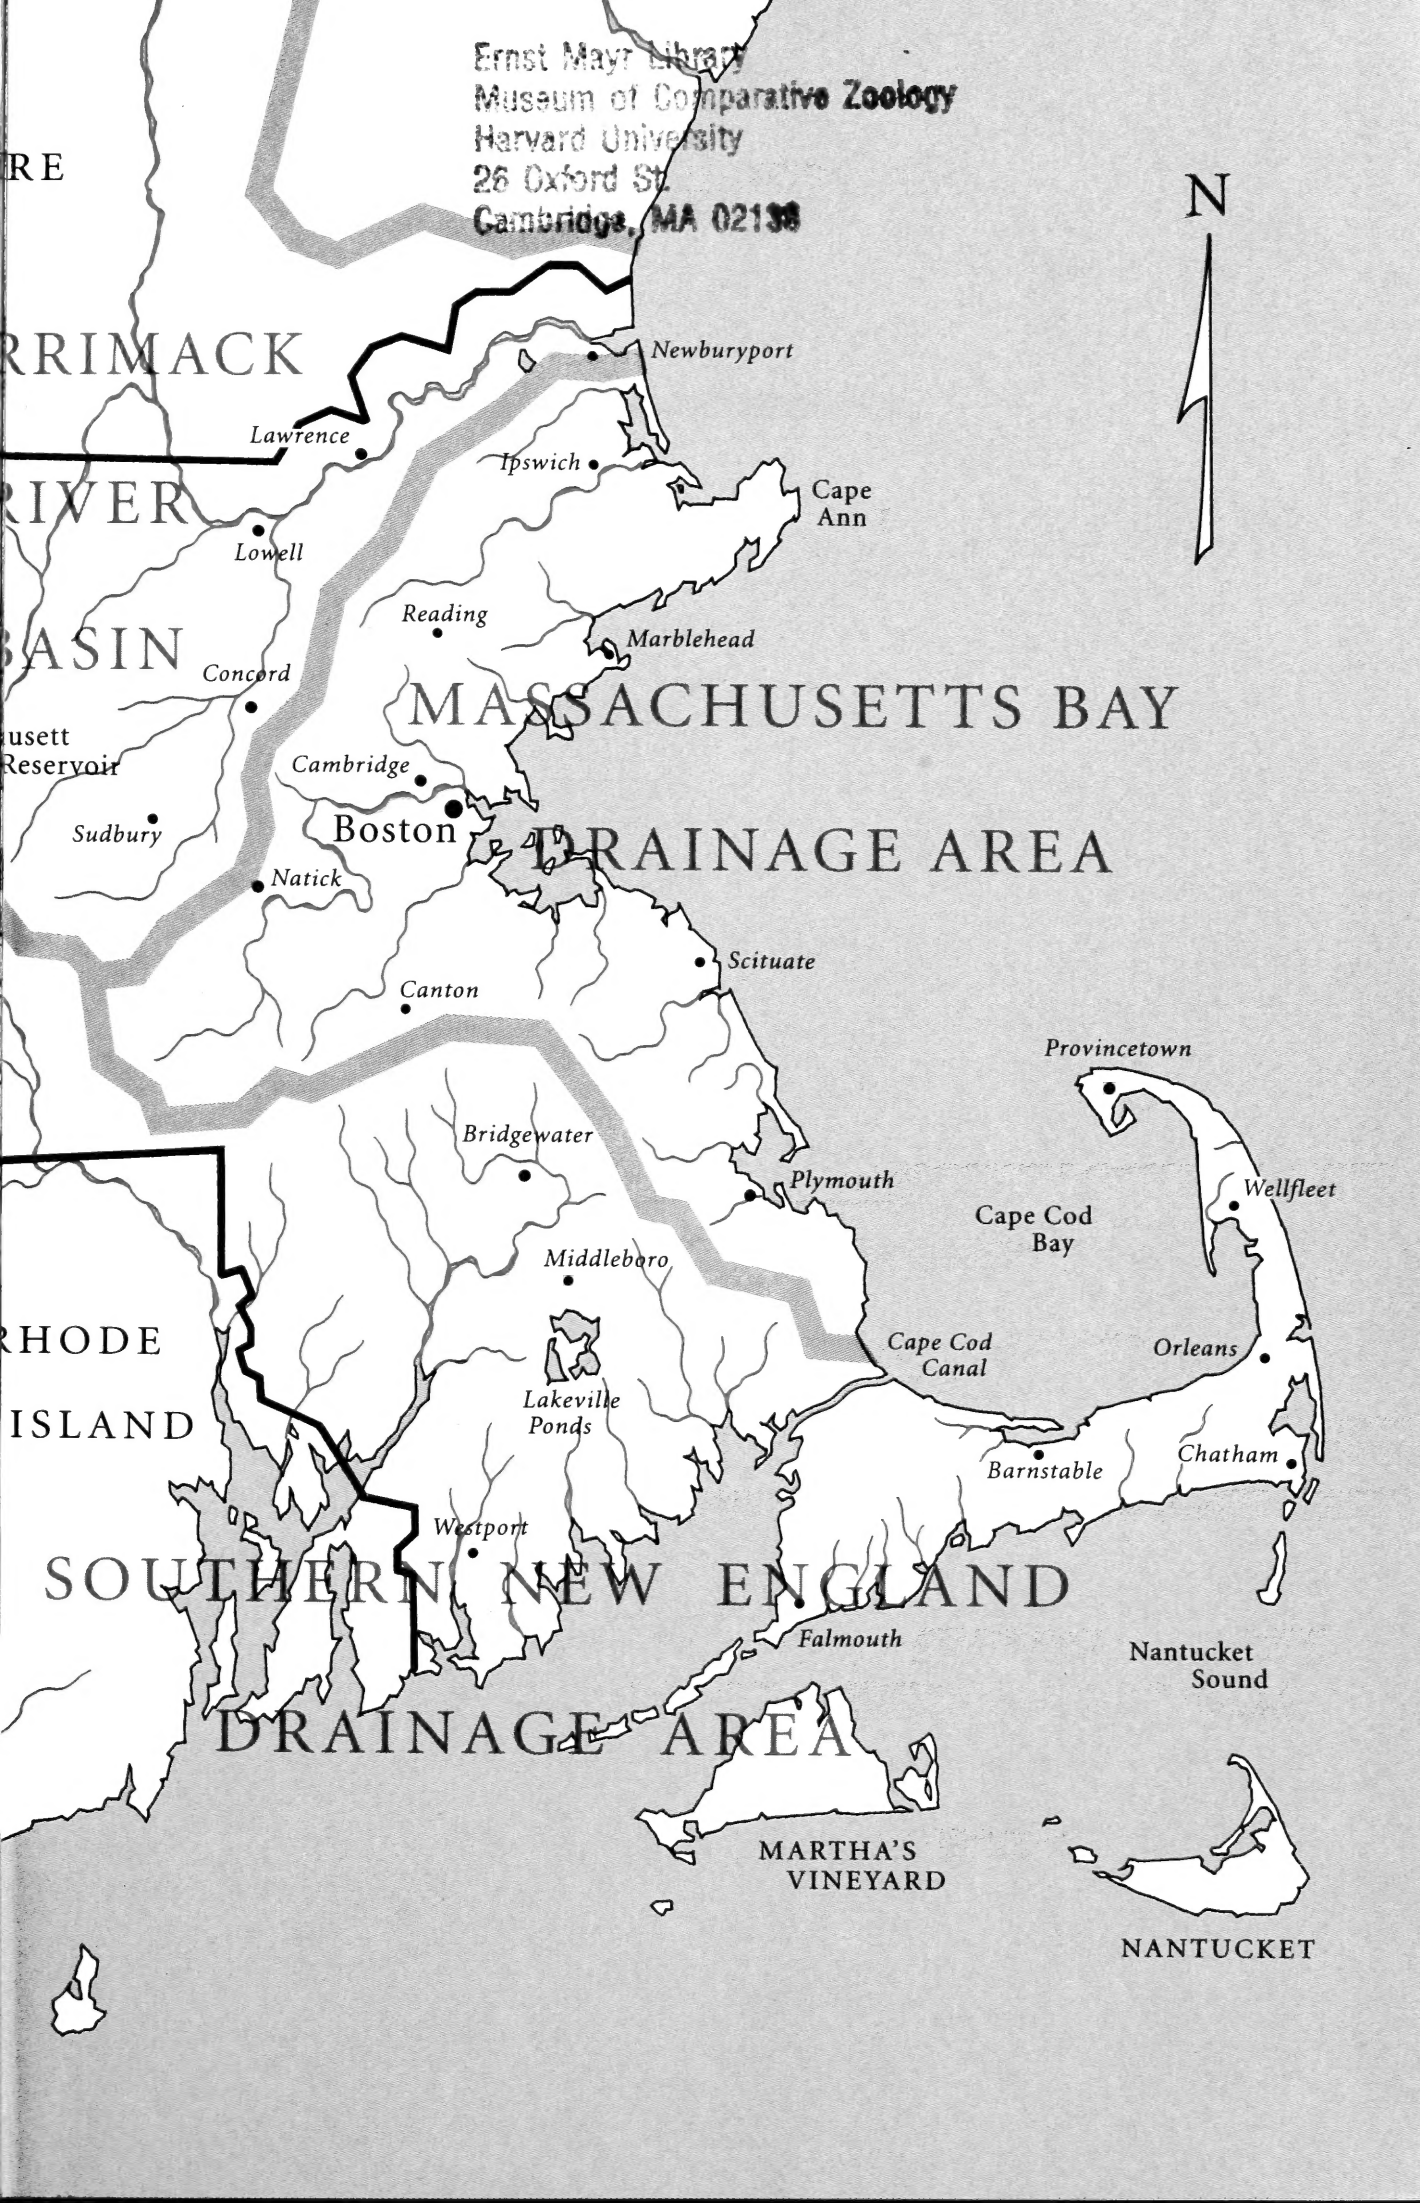 Ernst Mayr Library
Museum of Comparative Zoology
Harvard University
26 Oxford St.
Cambridge, MA 02138
RE
N
RRIMACK
Newburyport
Lawrence
Ipswich
Cape
Ann
RIVER
Lowell
Reading
Marblehead
BASIN
Concord
MASSACHUSETTS BAY
usett
Reservoir
Cambridge
Sudbury
Boston
DRAINAGE AREA
Natick
Scituate
Canton
Provincetown
Bridgewater
Plymouth
Wellfleet
Cape Cod
Bay
Middleboro
RHODE
ISLAND
Cape Cod
Canal
Orleans
Lakeville
Ponds
Barnstable
Chatham
Westport
SOUTHERN NEW ENGLAND
Falmouth
Nantucket
Sound
DRAINAGE AREA
MARTHA'S
VINEYARD
NANTUCKET